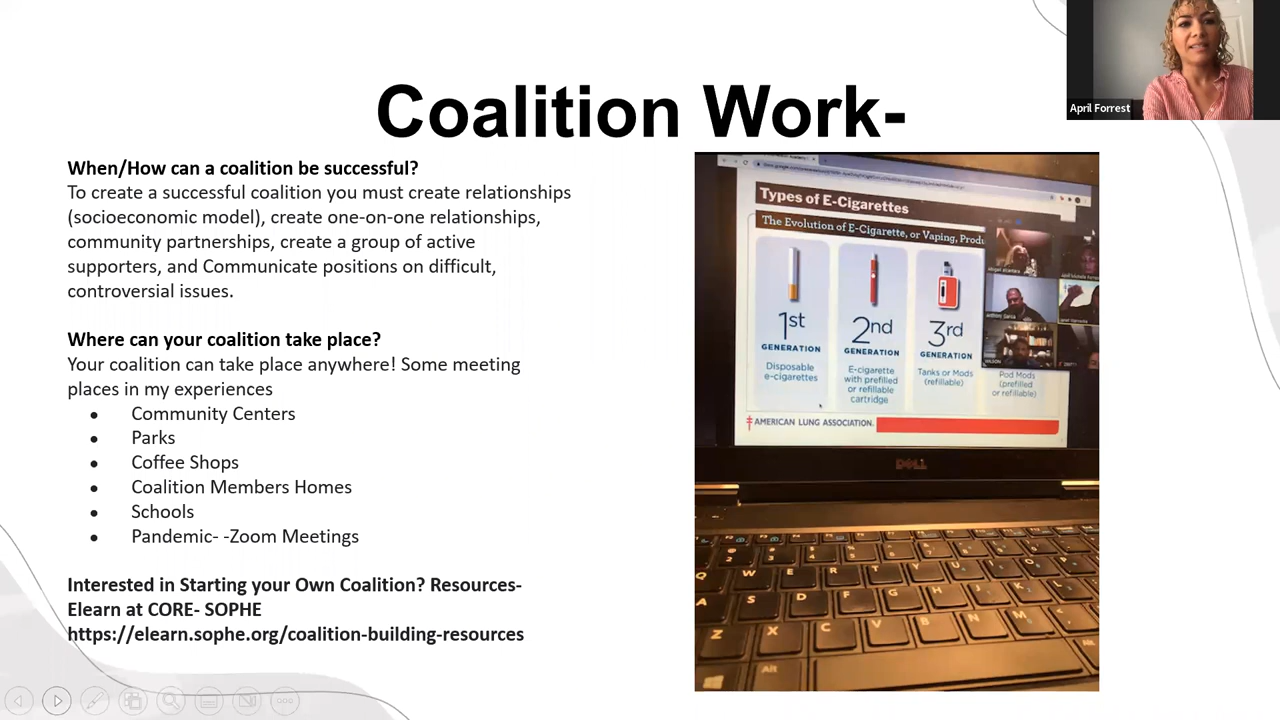 April Forrest
Coalition Work-
When/How can a coalition be successful?
To create a successful coalition you must create relationships
(socioeconomic model), create one-on-one relationships,
community partnerships, create a group of active
supporters, and Communicate positions on difficult,
controversial issues.
Where can your coalition take place?
Your coalition can take place anywhere! Some meeting
places in my experiences
• Community Centers
• Parks
• Coffee Shops
• Coalition Members Homes
• Schools
• Pandemic- -Zoom Meetings
Interested in Starting your Own Coalition? Resources-
Elearn at CORE- SOPHE
https://elearn.sophe.org/coalition-building-resources
Types of E-Cigarettes
The Evolution of E-Cigarette, or Vaping, Produ
1st
GENERATION
Disposable
e-cigarettes
2nd
GENERATION
E-cigarette
with prefilled
or refillable
cartridge
3rd
GENERATION
Tanks or Mods
(refillable)
Pod Mods
(prefilled
or refillable)
AMERICAN LUNG ASSOCIATION.
DELL
Q W E R T Y U I O P
A S D F G H J K L
Z X C V B N M
Alt
Alt